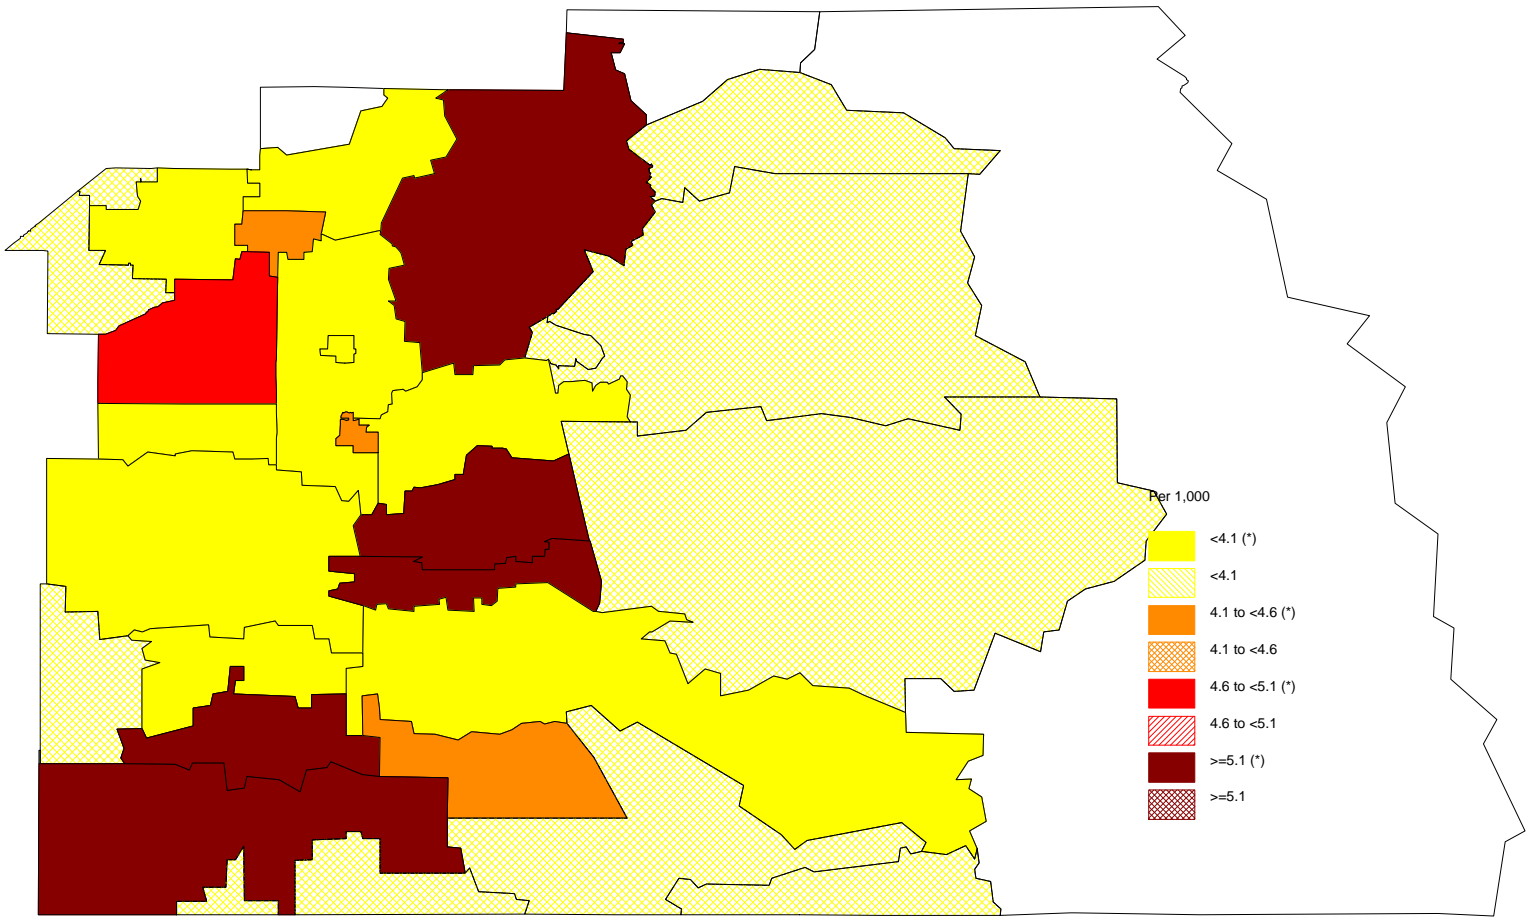 Per 1,000
<4.1 (*)
<4.1
4.1 to <4.6 (*)
4.1 to <4.6
4.6 to <5.1 (*)
4.6 to <5.1
>=5.1 (*)
>=5.1